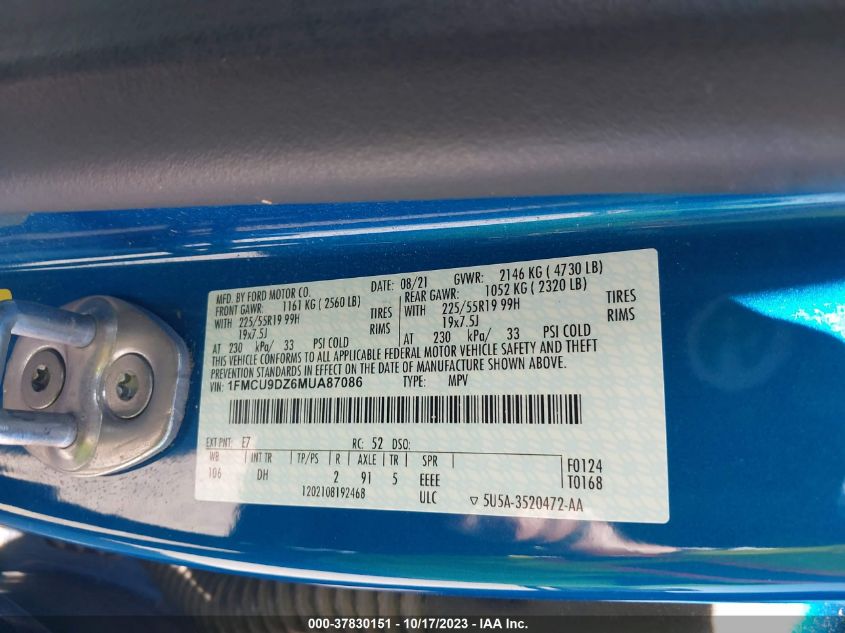 MFD. BY FORD MOTOR CO. DATE: 08/21 GVWR: 2146 KG ( 4730 LB)
FRONT GAWR: 1161 KG ( 2560 LB) REAR GAWR: 1052 KG ( 2320 LB)
WITH 225/55R19 99H TIRES 225/55R19 99H TIRES
19x7.5J RIMS WITH 19x7.5J RIMS
AT 230 kPa/ 33 PSI COLD AT 230 kPa/ 33 PSI COLD
THIS VEHICLE CONFORMS TO ALL APPLICABLE FEDERAL MOTOR VEHICLE SAFETY AND THEFT
PREVENTION STANDARDS IN EFFECT ON THE DATE OF MANUFACTURE SHOWN ABOVE.
VIN: 1FMCU9DZ6MUA87086 TYPE: MPV
EXT PNT: E7 RC: 52 DSO:
WB INT TR TP/PS R AXLE TR SPR F0124
106 DH 2 91 5 EEEE T0168
1202108192468 ULC ▽ 5U5A-3520472-AA
000-37830151 - 10/17/2023 - IAA Inc.